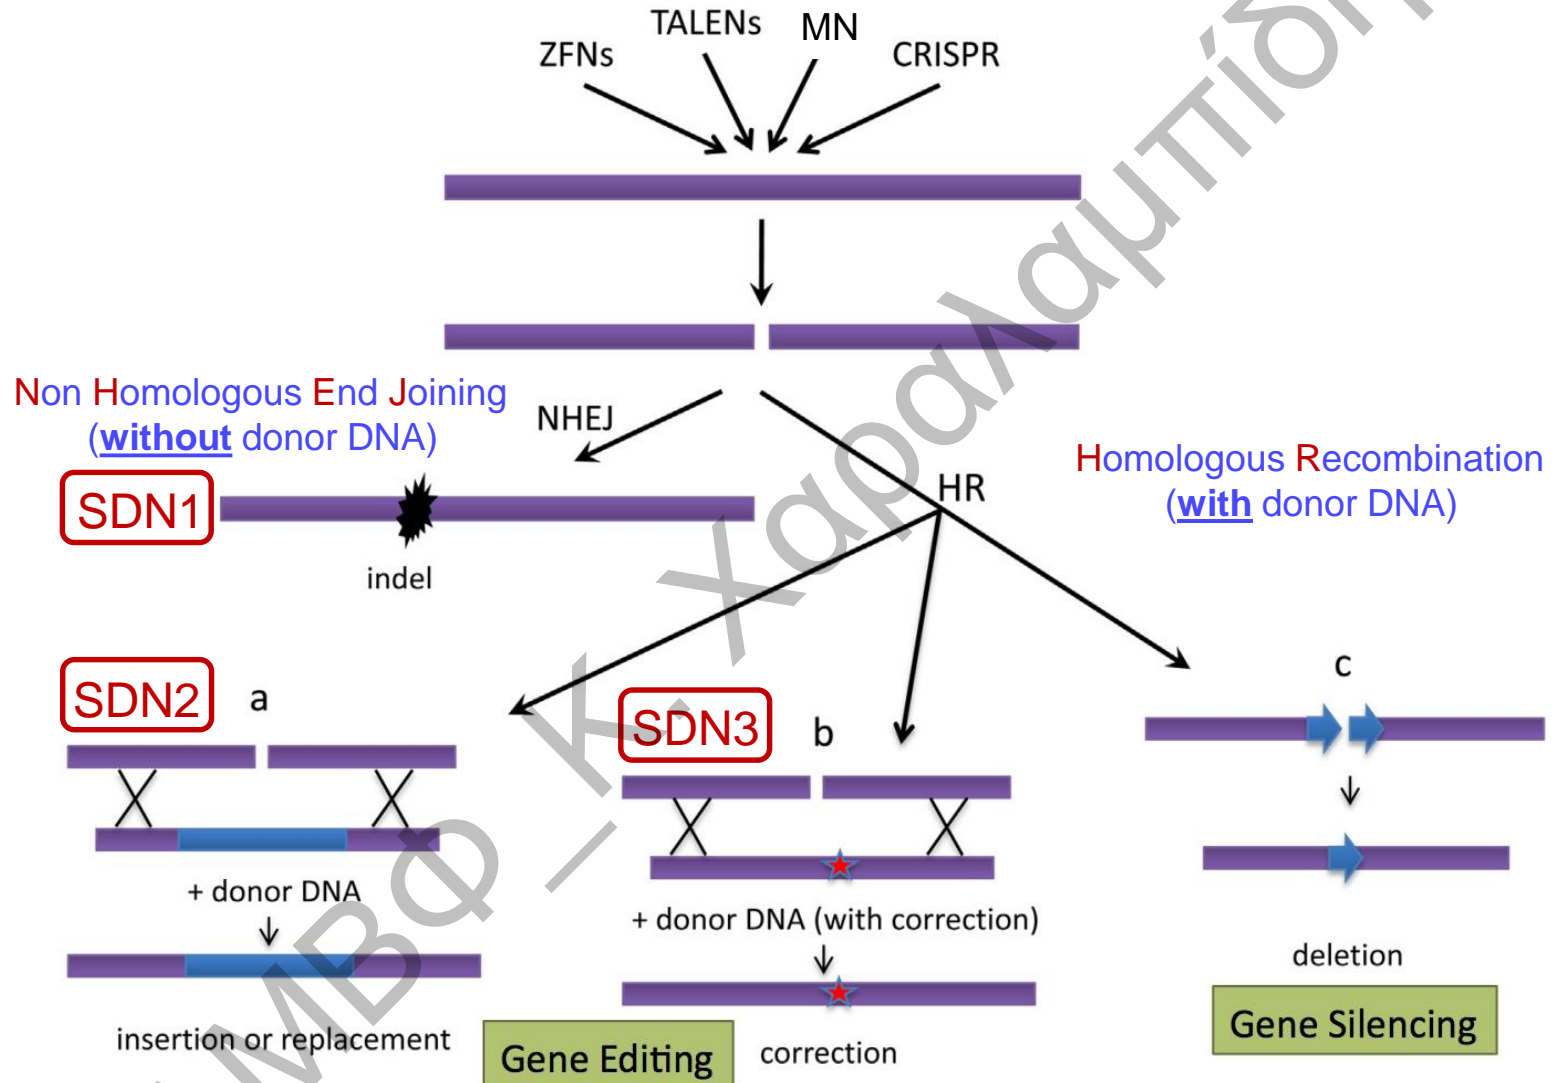 TALENs
MN
ZFNs
CRISPR
Non Homologous End Joining
(without donor DNA)
NHEJ
Homologous Recombination
(with donor DNA)
HR
SDN1
indel
SDN2
a
SDN3
b
c
+ donor DNA
+ donor DNA (with correction)
deletion
insertion or replacement
Gene Editing
correction
Gene Silencing
ΜΒΦ_Κ. Χαραλαμπίδη